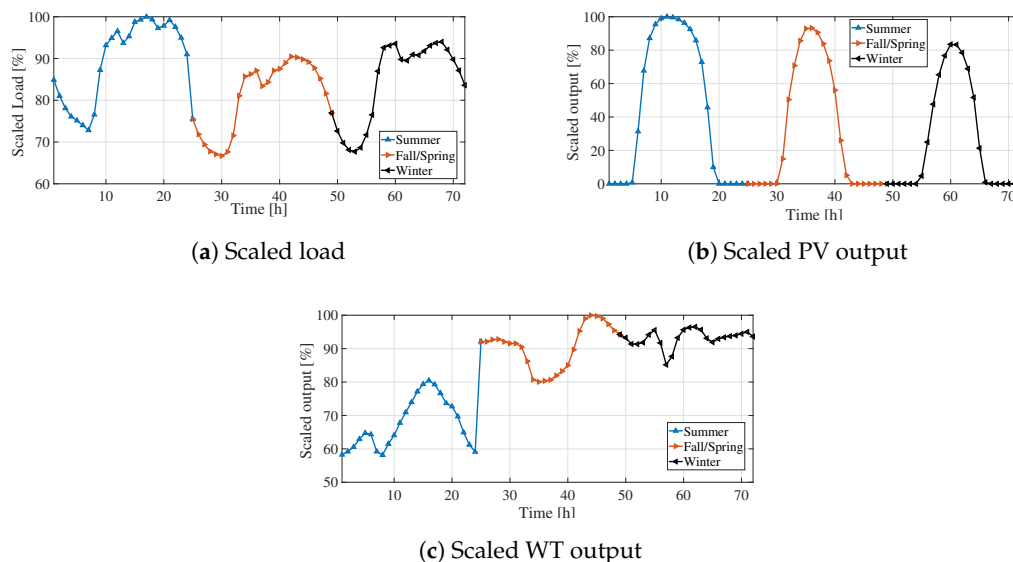 Scaled Load [%]
100
90
80
70
60
10 20 30 40 50 60 70
Time [h]
Summer
Fall/Spring
Winter
(a) Scaled load
Scaled output [%]
100
80
60
40
20
0
10 20 30 40 50 60 70
Time [h]
Summer
Fall/Spring
Winter
(b) Scaled PV output
Scaled output [%]
100
90
80
70
60
50
10 20 30 40 50 60 70
Time [h]
Summer
Fall/Spring
Winter
(c) Scaled WT output